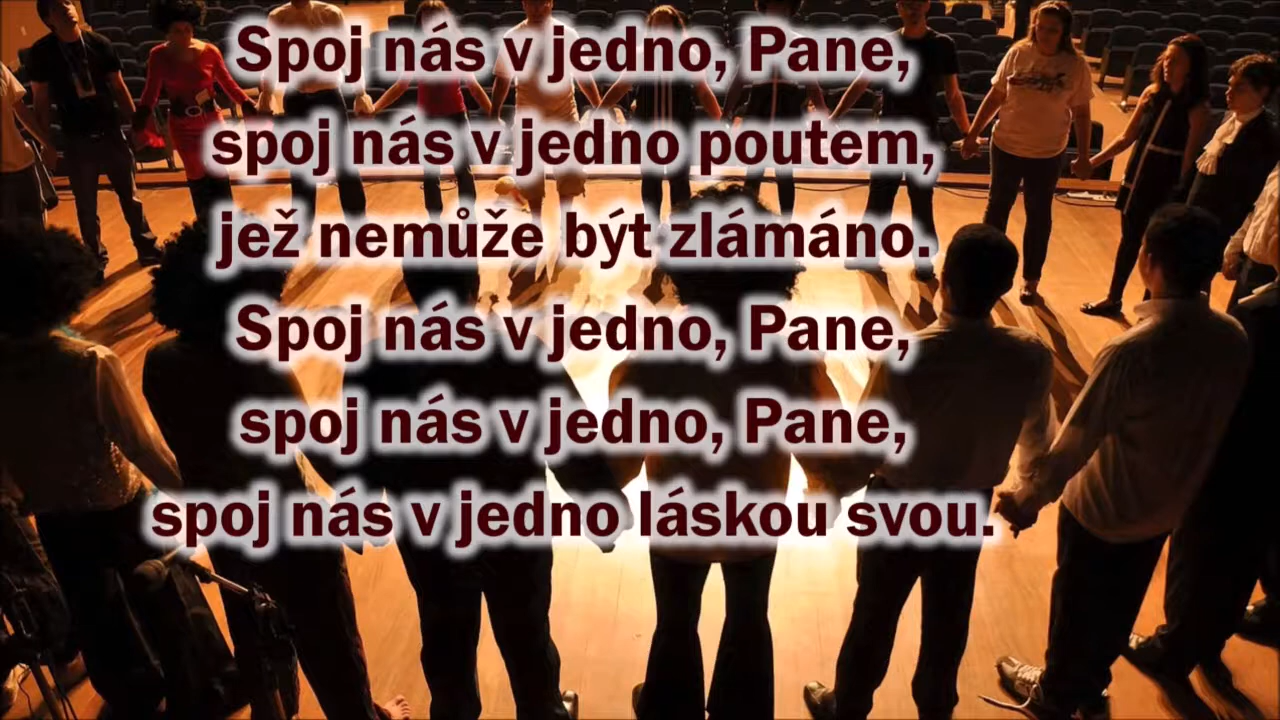 Spoj nás v jedno, Pane,
spoj nás v jedno poutem,
jež nemůže být zlámáno.
Spoj nás v jedno, Pane,
spoj nás v jedno, Pane,
spoj nás v jedno láskou svou.